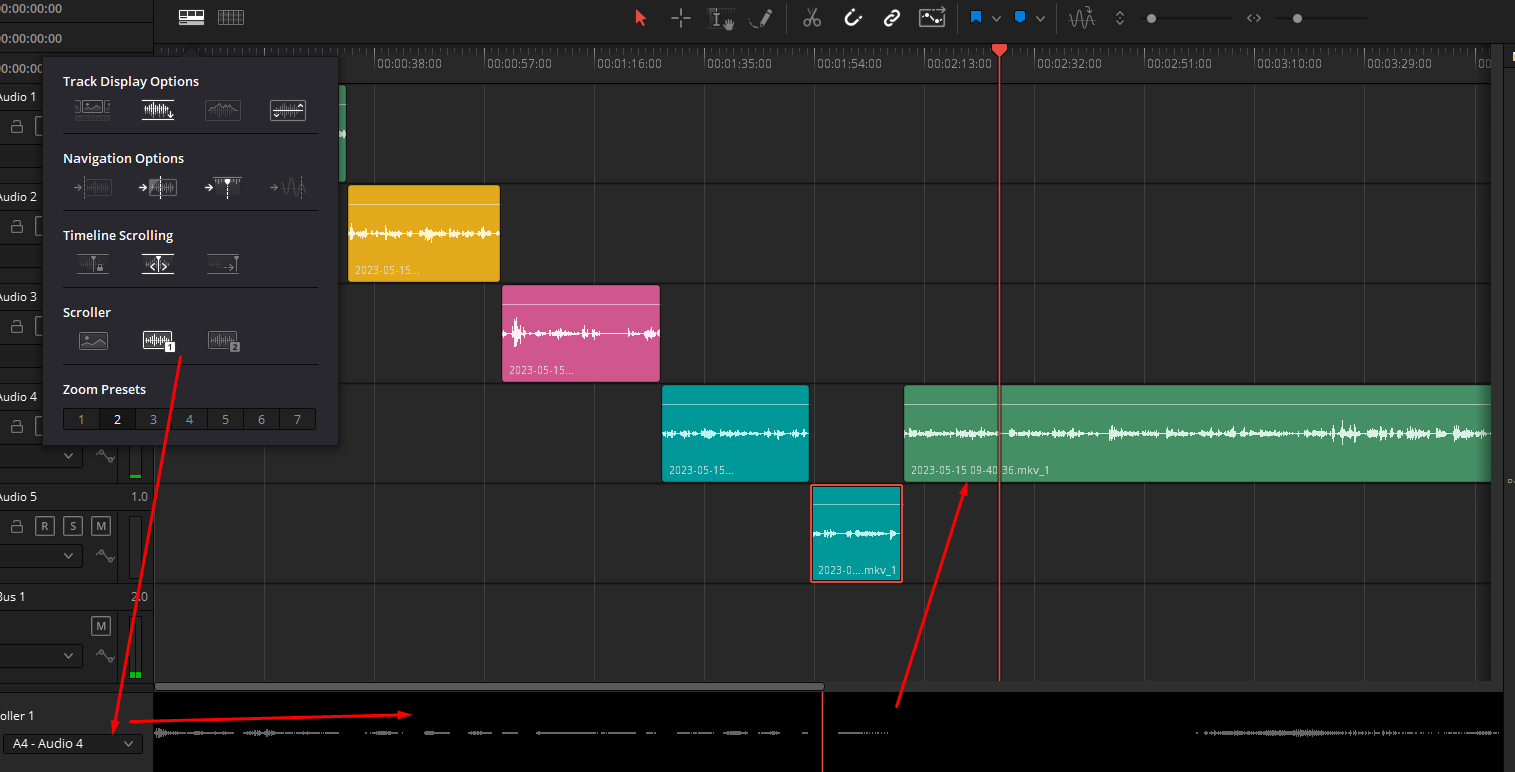 00:00:00:00
00:00:00:00
00:00:00
00:00:38:00 00:00:57:00 00:01:16:00 00:01:35:00 00:01:54:00 00:02:13:00 00:02:32:00 00:02:51:00 00:03:10:00 00:03:29:00 00
Track Display Options
Audio 1
Navigation Options
Audio 2
Timeline Scrolling
2023-05-15...
Audio 3
Scroller
1 2
2023-05-15...
Zoom Presets
1 2 3 4 5 6 7
Audio 4
2023-05-15...
2023-05-15 09-40-36.mkv_1
Audio 5 1.0
R S M
2023-0....mkv_1
Bus 1 2.0
M
oller 1
A4 - Audio 4